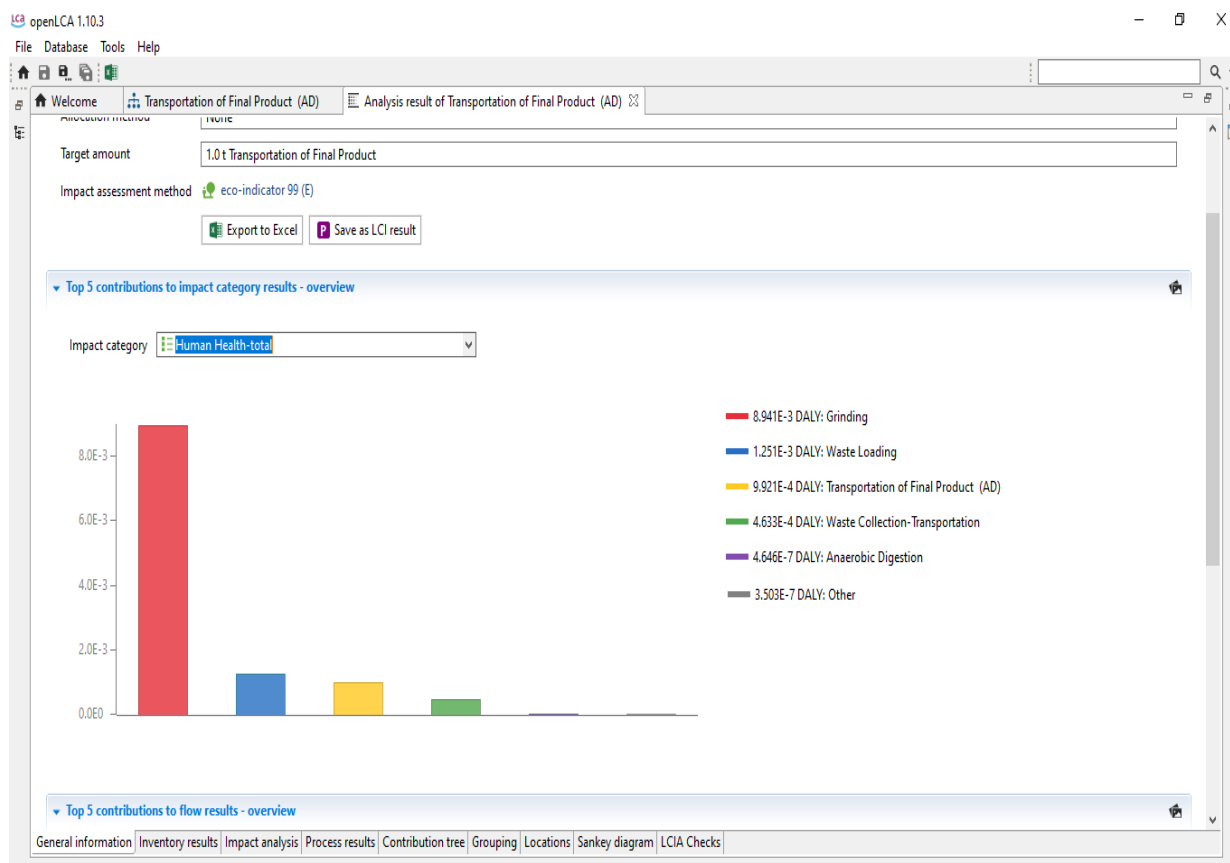 LCA openLCA 1.10.3
File Database Tools Help
Welcome Transportation of Final Product (AD) Analysis result of Transportation of Final Product (AD)
Allocation method None
Target amount 1.0 t Transportation of Final Product
Impact assessment method eco-indicator 99 (E)
Export to Excel P Save as LCI result
Top 5 contributions to impact category results - overview
Impact category Human Health-total
8.941E-3 DALY: Grinding
8.0E-3 1.251E-3 DALY: Waste Loading
9.921E-4 DALY: Transportation of Final Product (AD)
6.0E-3 4.633E-4 DALY: Waste Collection-Transportation
4.646E-7 DALY: Anaerobic Digestion
4.0E-3 3.503E-7 DALY: Other
2.0E-3
0.0E0
Top 5 contributions to flow results - overview
General information Inventory results Impact analysis Process results Contribution tree Grouping Locations Sankey diagram LCIA Checks